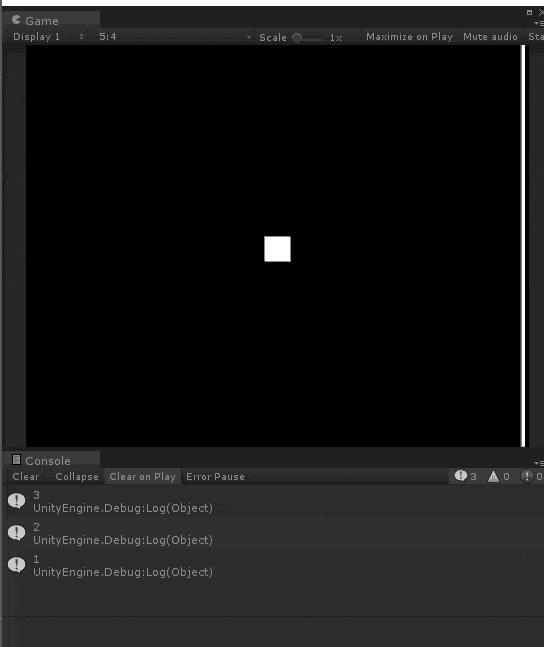 Game
Display 1 5:4 Scale 1x Maximize on Play Mute audio Sta
Console
Clear Collapse Clear on Play Error Pause 3 0 0
3
UnityEngine.Debug:Log(Object)
2
UnityEngine.Debug:Log(Object)
1
UnityEngine.Debug:Log(Object)